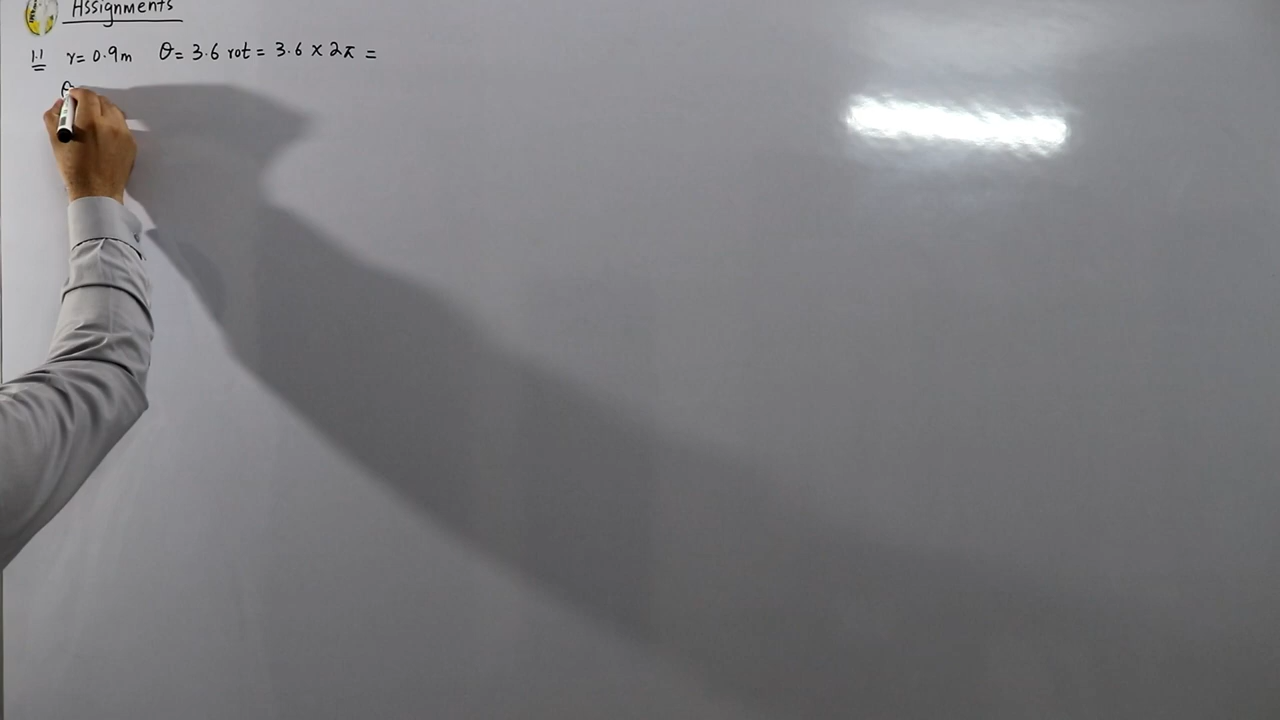 Assignments
1.1 r = 0.9m θ = 3.6 rot = 3.6 × 2π =
θ